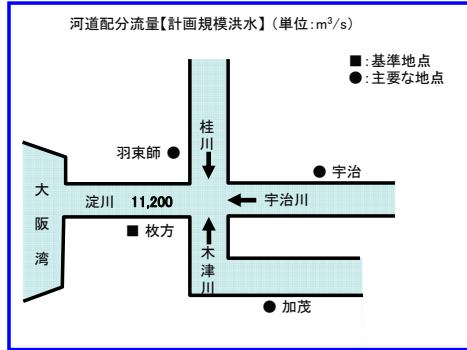 河道配分流量【計画規模洪水】（単位:m³/s）
■:基準地点
●:主要な地点
桂川
羽束師 ●
● 宇治
大阪湾
淀川 11,200
宇治川
■ 枚方
木津川
● 加茂